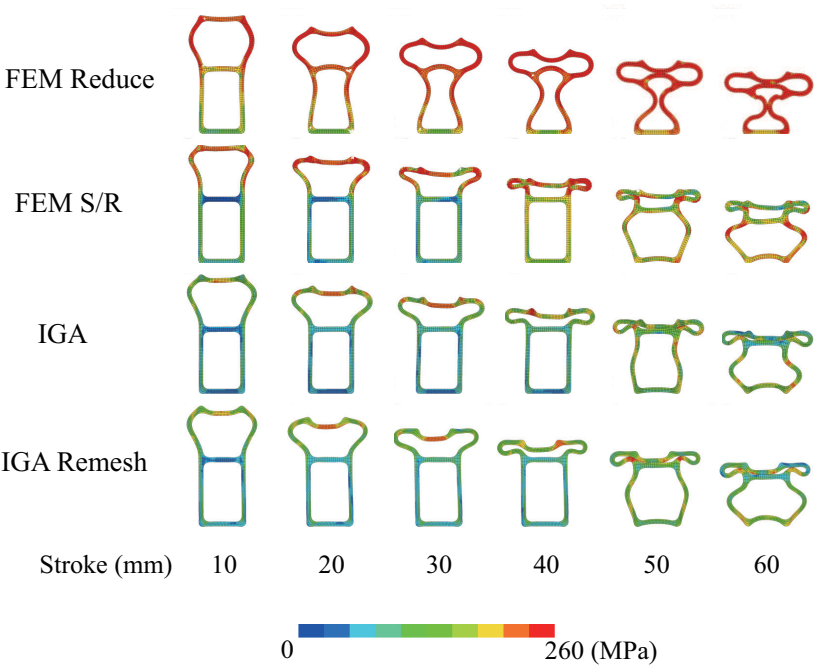 FEM Reduce
FEM S/R
IGA
IGA Remesh
Stroke (mm) 10 20 30 40 50 60
0 260 (MPa)